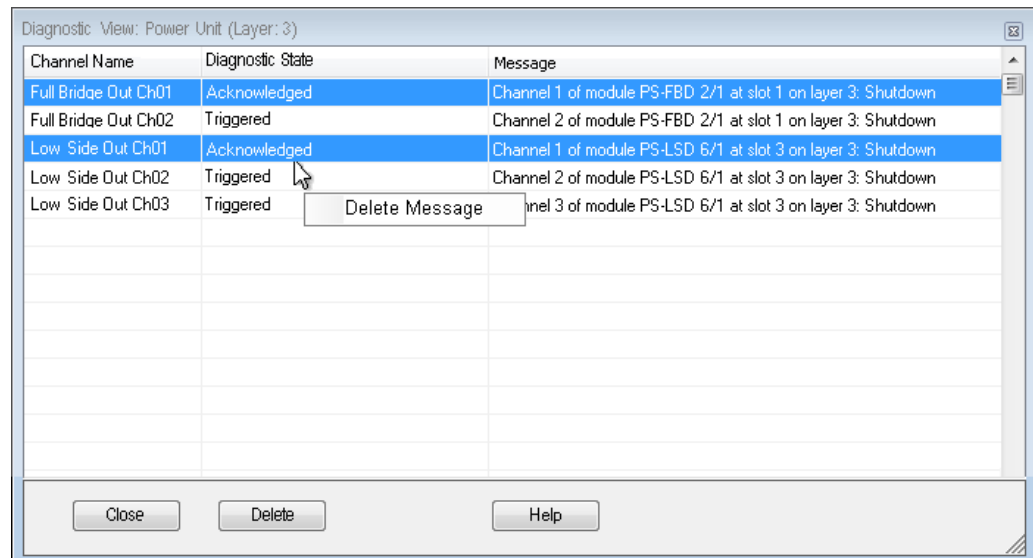 Diagnostic View: Power Unit (Layer: 3)
Channel Name Diagnostic State Message
Full Bridge Out Ch01 Acknowledged Channel 1 of module PS-FBD 2/1 at slot 1 on layer 3: Shutdown
Full Bridge Out Ch02 Triggered Channel 2 of module PS-FBD 2/1 at slot 1 on layer 3: Shutdown
Low Side Out Ch01 Acknowledged Channel 1 of module PS-LSD 6/1 at slot 3 on layer 3: Shutdown
Low Side Out Ch02 Triggered Channel 2 of module PS-LSD 6/1 at slot 3 on layer 3: Shutdown
Low Side Out Ch03 Triggered nnel 3 of module PS-LSD 6/1 at slot 3 on layer 3: Shutdown
Delete Message
Close Delete Help